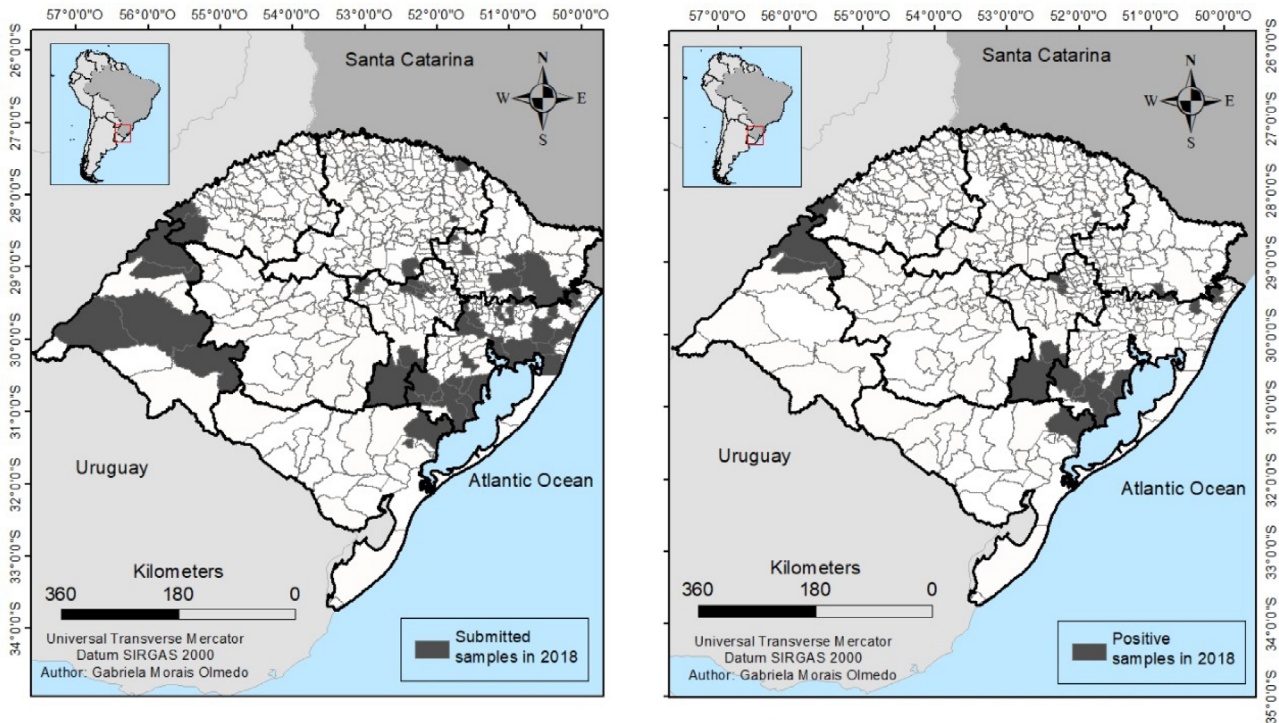 57°0'0"O 56°0'0"O 55°0'0"O 54°0'0"O 53°0'0"O 52°0'0"O 51°0'0"O 50°0'0"O
26°0'0"S
27°0'0"S
28°0'0"S
29°0'0"S
30°0'0"S
31°0'0"S
32°0'0"S
33°0'0"S
34°0'0"S
Santa Catarina
N
W E
S
Uruguay
Atlantic Ocean
Kilometers
360 180 0
Universal Transverse Mercator
Datum SIRGAS 2000
Author: Gabriela Morais Olmedo
Submitted
samples in 2018
57°0'0"O 56°0'0"O 55°0'0"O 54°0'0"O 53°0'0"O 52°0'0"O 51°0'0"O 50°0'0"O
Santa Catarina
N
W E
S
Uruguay
Atlantic Ocean
Kilometers
360 180 0
Universal Transverse Mercator
Datum SIRGAS 2000
Author: Gabriela Morais Olmedo
Positive
samples in 2018
26°0'0"S
27°0'0"S
28°0'0"S
29°0'0"S
30°0'0"S
31°0'0"S
32°0'0"S
33°0'0"S
34°0'0"S
35°0'0"S